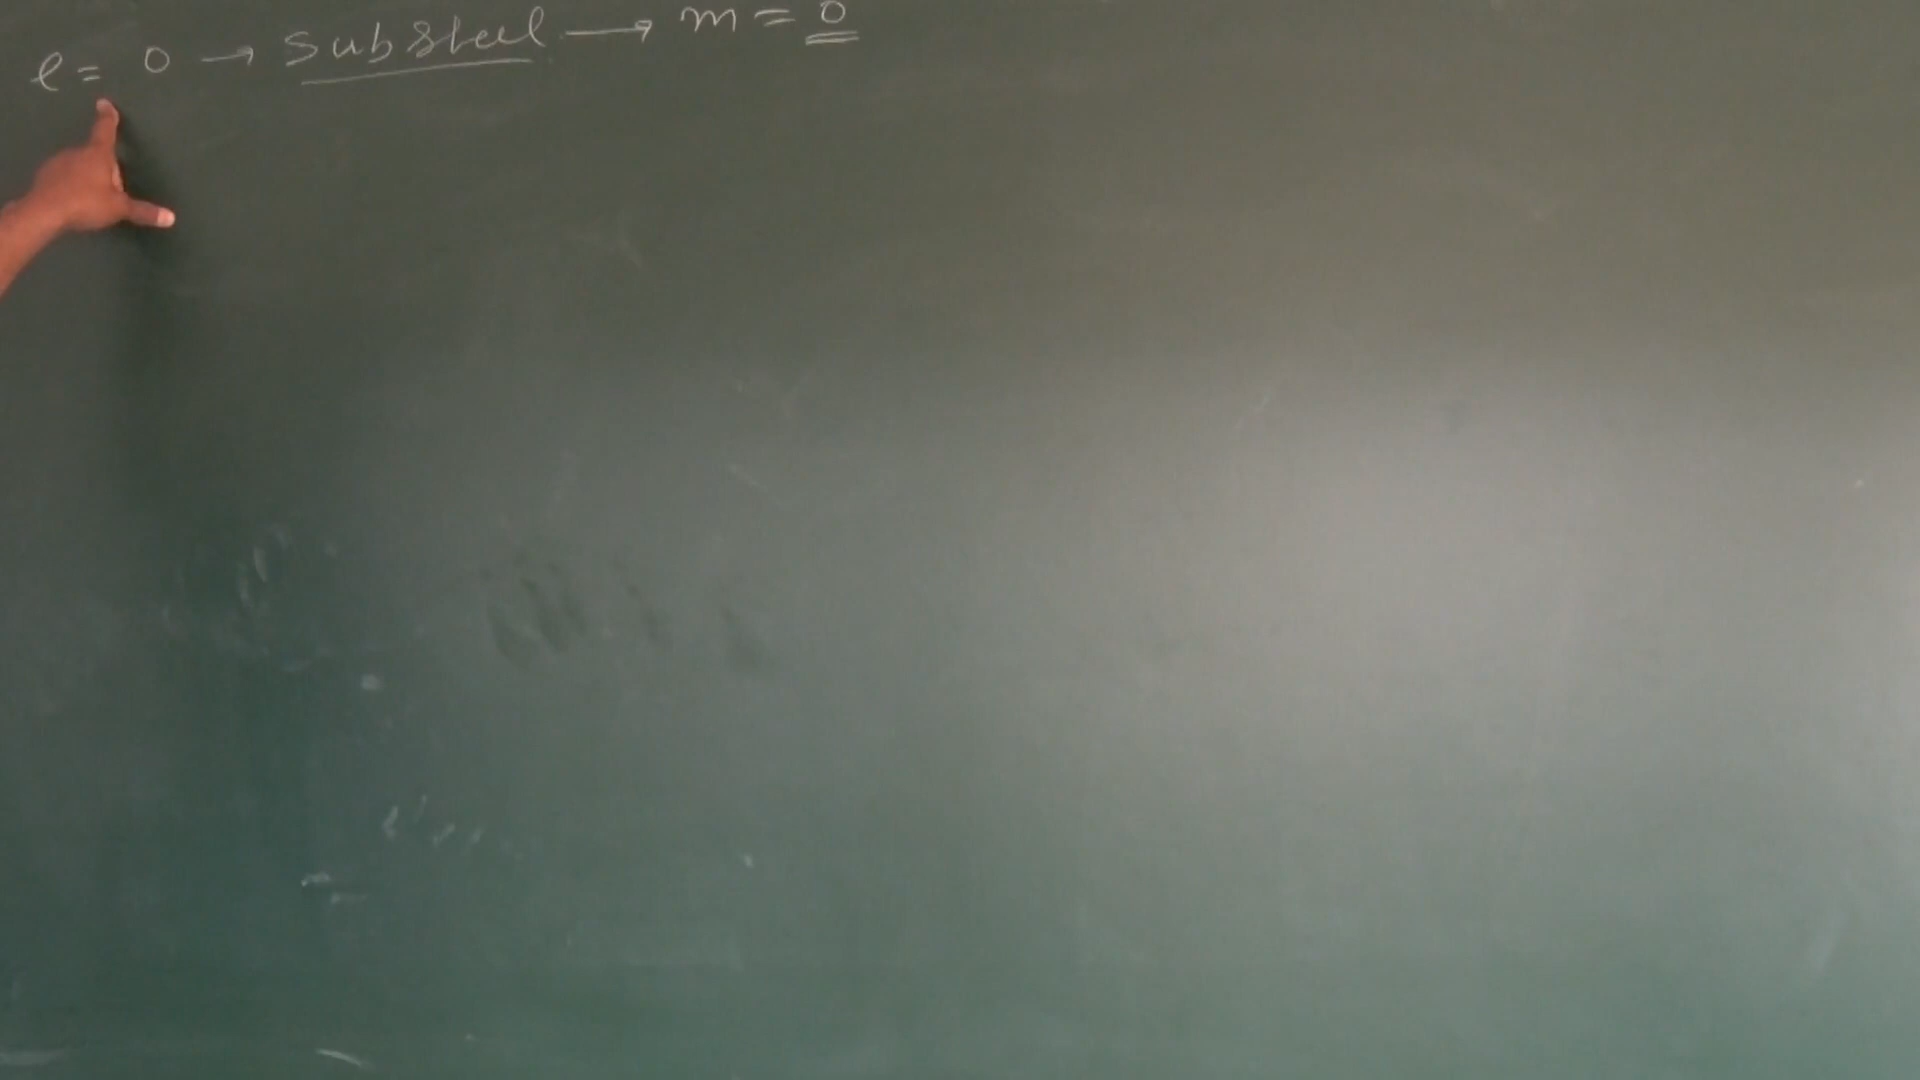 l = 0 → Subshell → m = 0